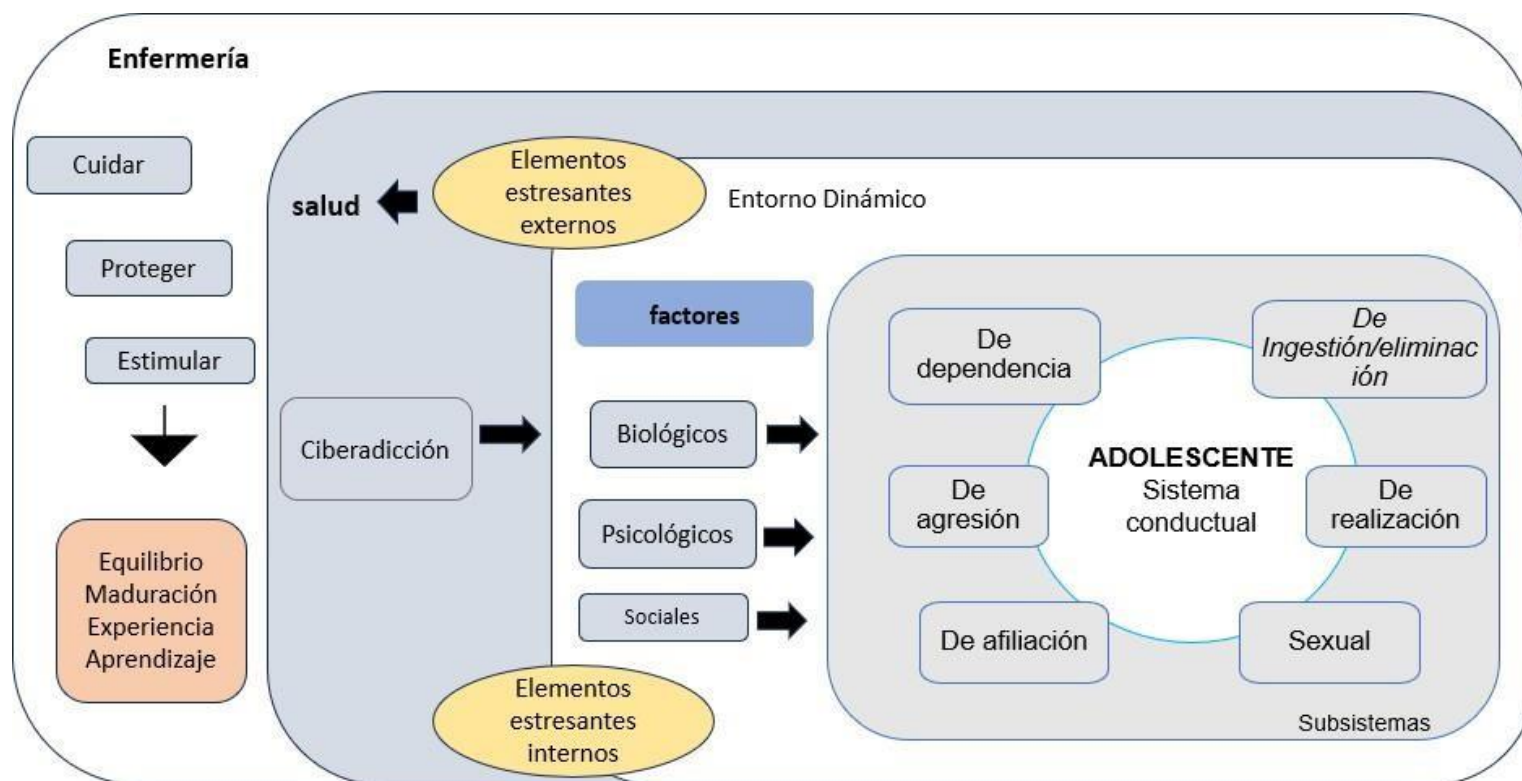 Enfermería
Cuidar
Proteger
Estimular
Equilibrio
Maduración
Experiencia
Aprendizaje
salud
Elementos
estresantes
externos
Entorno Dinámico
Ciberadicción
factores
Biológicos
Psicológicos
Sociales
Elementos
estresantes
internos
De
dependencia
De
Ingestión/eliminac
ión
De
agresión
ADOLESCENTE
Sistema
conductual
De
realización
De afiliación
Sexual
Subsistemas